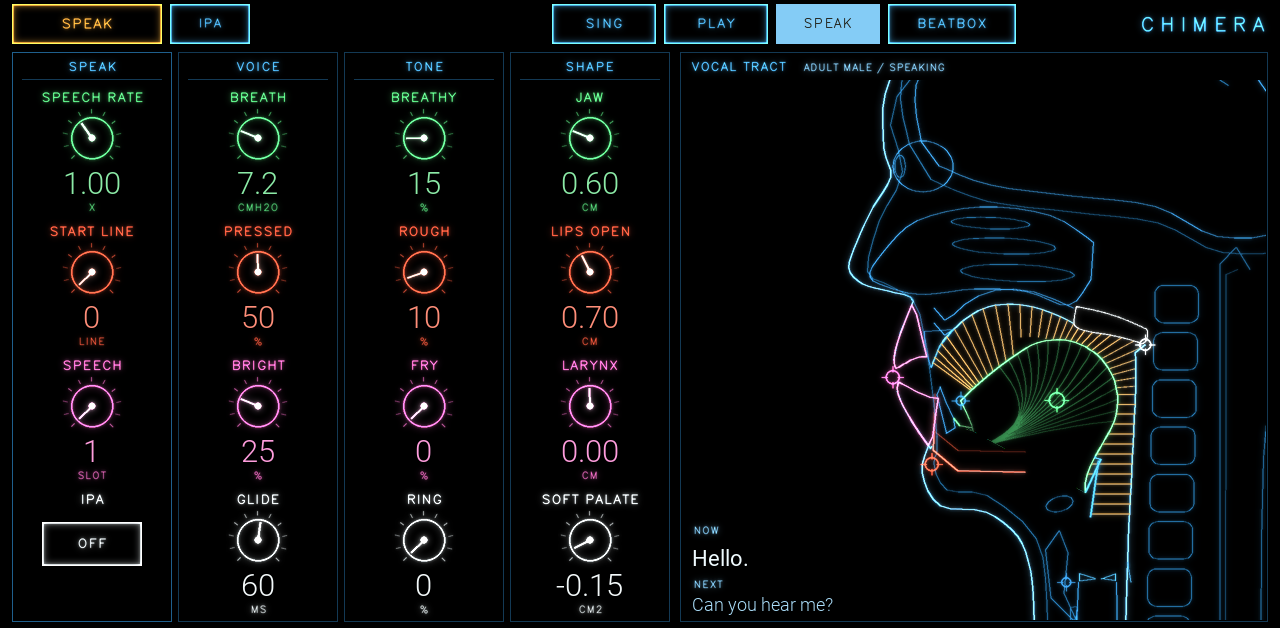 SPEAK
IPA
SING
PLAY
SPEAK
BEATBOX
CHIMERA
SPEAK
SPEECH RATE
1.00
X
START LINE
0
LINE
SPEECH
1
SLOT
IPA
OFF
VOICE
BREATH
7.2
CMH2O
PRESSED
50
%
BRIGHT
25
%
GLIDE
60
MS
TONE
BREATHY
15
%
ROUGH
10
%
FRY
0
%
RING
0
%
SHAPE
JAW
0.60
CM
LIPS OPEN
0.70
CM
LARYNX
0.00
CM
SOFT PALATE
-0.15
CM2
VOCAL TRACT
ADULT MALE / SPEAKING
NOW
Hello.
NEXT
Can you hear me?